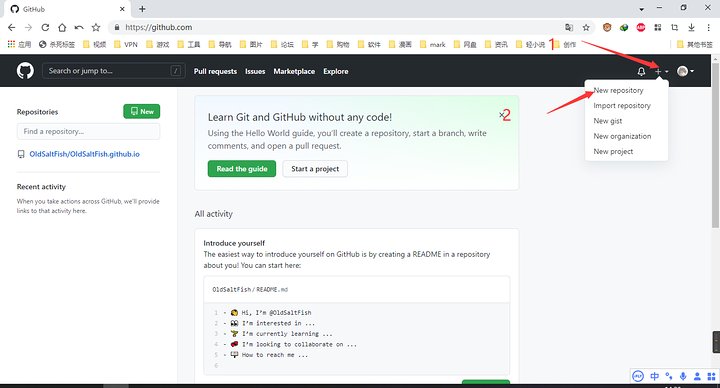 GitHub
https://github.com
应用
杀死标签
视频
VPN
游戏
工具
导航
图片
论坛
学
购物
软件
漫画
mark
网盘
资讯
轻小说
创作
其他书签
1
Search or jump to...
/
Pull requests
Issues
Marketplace
Explore
New repository
Import repository
New gist
New organization
New project
2
Repositories
New
Find a repository...
OldSaltFish/OldSaltFish.github.io
Recent activity
When you take actions across GitHub, we'll provide
links to that activity here.
Learn Git and GitHub without any code!
Using the Hello World guide, you'll create a repository, start a branch, write
comments, and open a pull request.
Read the guide
Start a project
All activity
Introduce yourself
The easiest way to introduce yourself on GitHub is by creating a README in a repository
about you! You can start here:
OldSaltFish/README.md
1 - 👋 Hi, I'm @OldSaltFish
2 - 👀 I'm interested in ...
3 - 🌱 I'm currently learning ...
4 - 💞️ I'm looking to collaborate on ...
5 - 📫 How to reach me ...
6
中